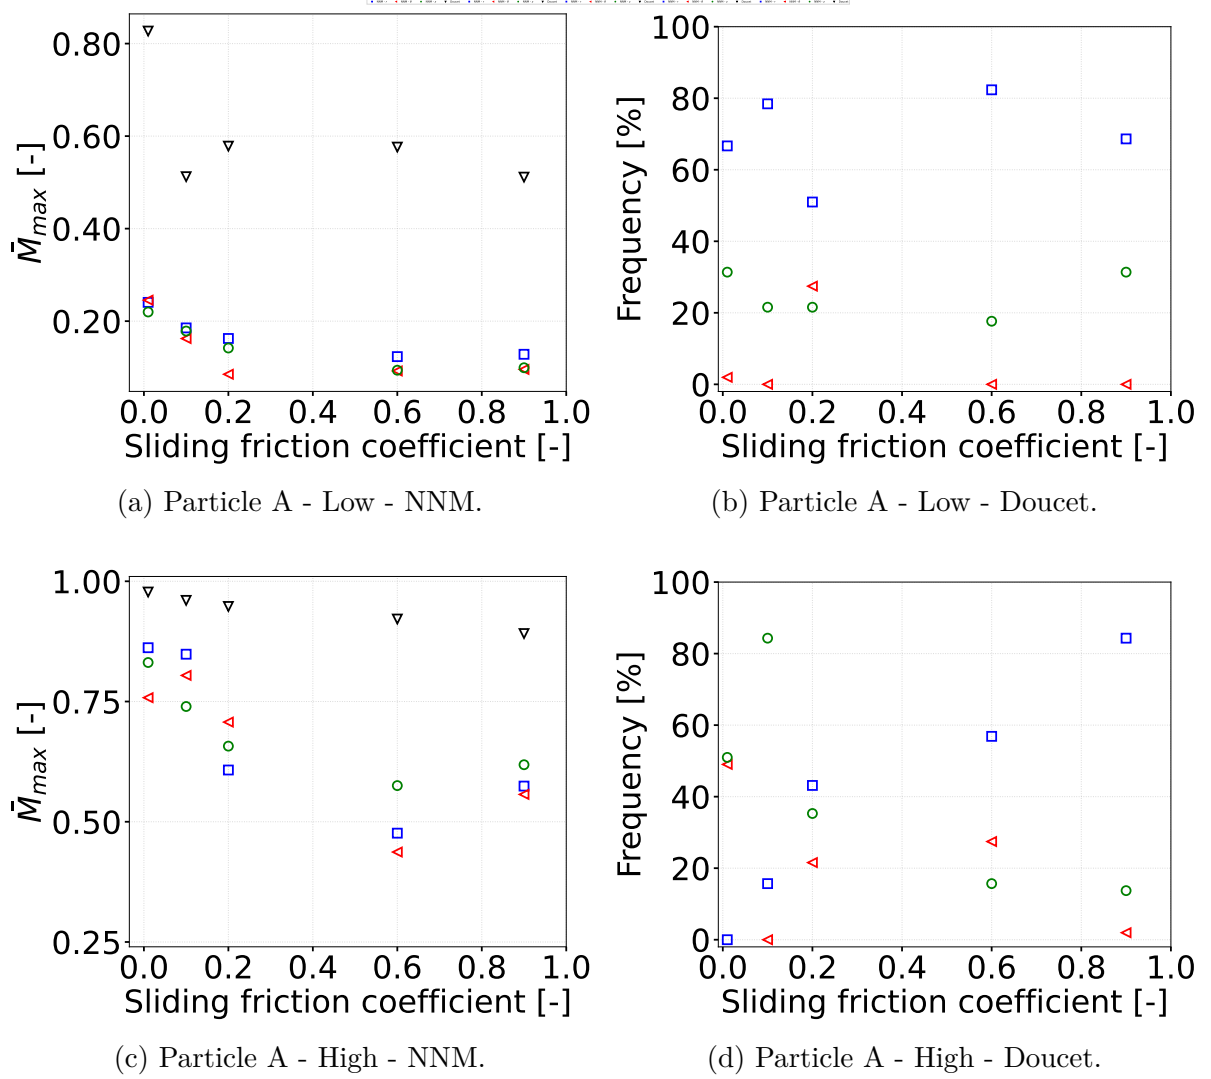 0.80
0.60
0.40
0.20
M̄max [-]
0.0 0.2 0.4 0.6 0.8 1.0
Sliding friction coefficient [-]
(a) Particle A - Low - NNM.
100
80
60
40
20
0
Frequency [%]
0.0 0.2 0.4 0.6 0.8 1.0
Sliding friction coefficient [-]
(b) Particle A - Low - Doucet.
1.00
0.75
0.50
0.25
M̄max [-]
0.0 0.2 0.4 0.6 0.8 1.0
Sliding friction coefficient [-]
(c) Particle A - High - NNM.
100
80
60
40
20
0
Frequency [%]
0.0 0.2 0.4 0.6 0.8 1.0
Sliding friction coefficient [-]
(d) Particle A - High - Doucet.